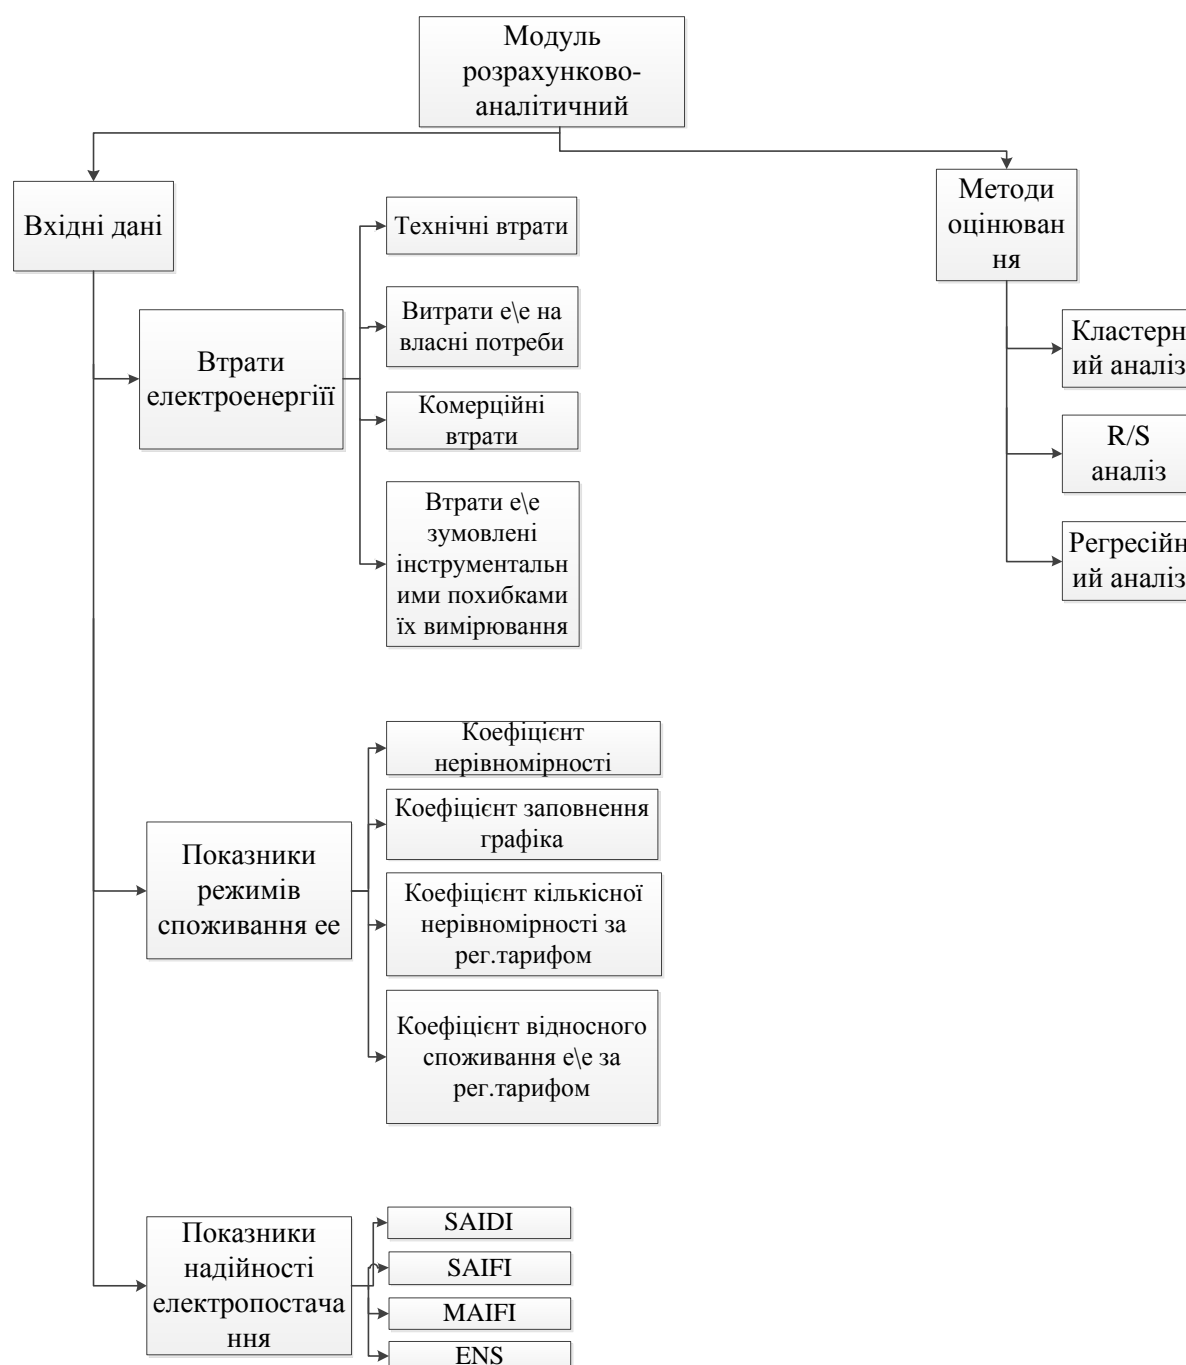 Модуль
розрахунково-
аналітичний
Вхідні дані
Методи
оцінюван
ня
Технічні втрати
Витрати е\е на
власні потреби
Втрати
електроенергіїї
Комерційні
втрати
Втрати е\е
зумовлені
інструментальн
ими похибками
їх вимірювання
Кластерн
ий аналіз
R/S
аналіз
Регресійн
ий аналіз
Коефіцієнт
нерівномірності
Коефіцієнт заповнення
графіка
Показники
режимів
споживання ее
Коефіцієнт кількісної
нерівномірності за
рег.тарифом
Коефіцієнт відносного
споживання е\е за
рег.тарифом
Показники
надійності
електропостача
ння
SAIDI
SAIFI
MAIFI
ENS